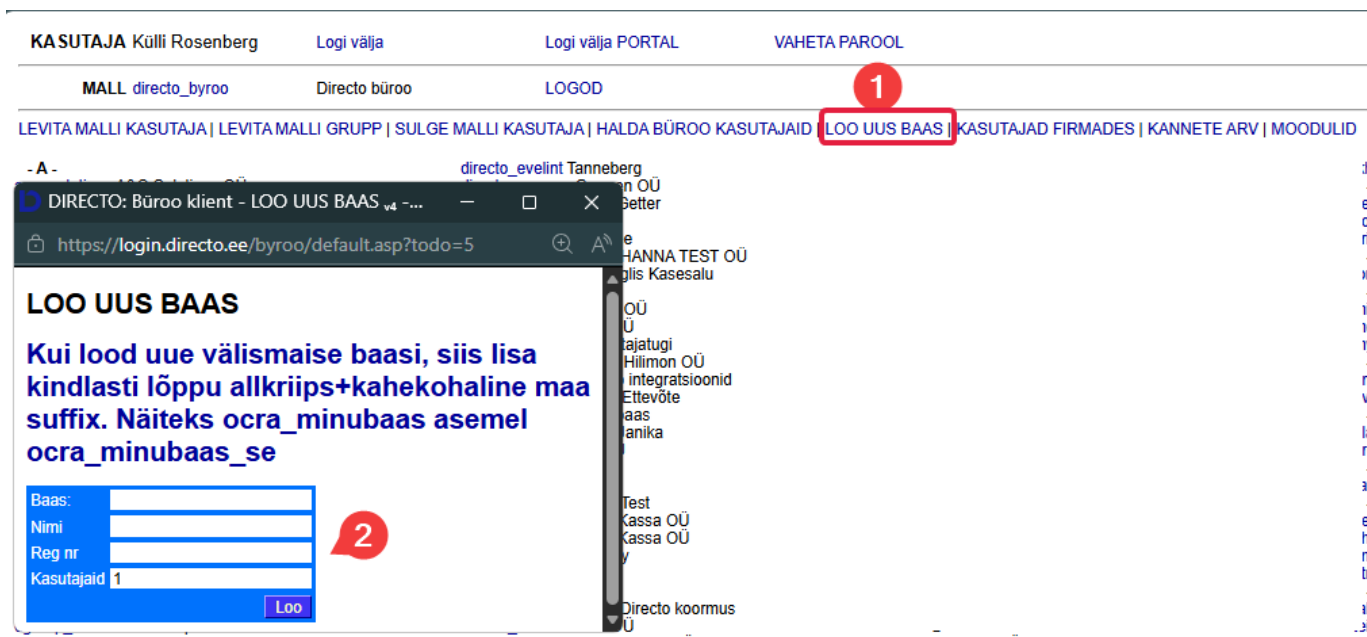 KASUTAJA Külli Rosenberg Logi välja Logi välja PORTAL VAHETA PAROOL
MALL directo_byroo Directo büroo LOGOD
1
LEVITA MALLI KASUTAJA | LEVITA MALLI GRUPP | SULGE MALLI KASUTAJA | HALDA BÜROO KASUTAJAID | LOO UUS BAAS | KASUTAJAD FIRMADES | KANNETE ARV | MOODULID
- A -
directo_evelint Tanneberg
OÜ
Getter
HANNA TEST OÜ
Kasesalu
OÜ
Hilimon OÜ
integratsioonid
Ettevõte
Test
Kassa OÜ
Kassa OÜ
Directo koormus
DIRECTO: Büroo klient - LOO UUS BAAS v4 -...
https://login.directo.ee/byroo/default.asp?todo=5
LOO UUS BAAS
Kui lood uue välismaise baasi, siis lisa
kindlasti lõppu allkriips+kahekohaline maa
suffix. Näiteks ocra_minubaas asemel
ocra_minubaas_se
Baas:
Nimi
2
Reg nr
Kasutajaid 1
Loo